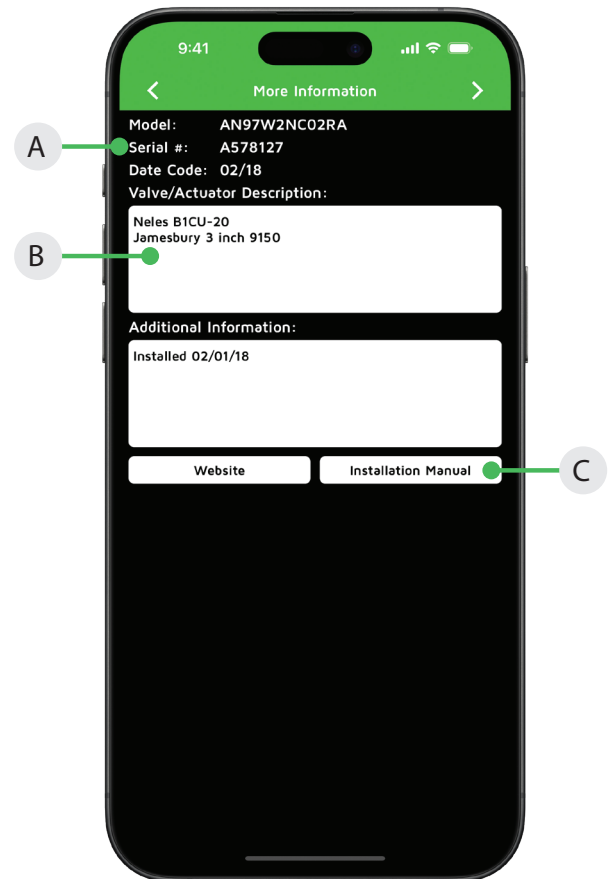 9:41
More Information
Model: AN97W2NC02RA
A
Serial #: A578127
Date Code: 02/18
Valve/Actuator Description:
Neles B1CU-20
Jamesbury 3 inch 9150
B
Additional Information:
Installed 02/01/18
Website
Installation Manual
C